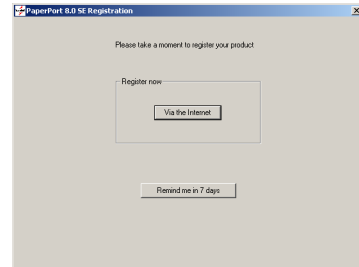 PaperPort 8.0 SE Registration
Please take a moment to register your product
Register now
Via the Internet
Remind me in 7 days